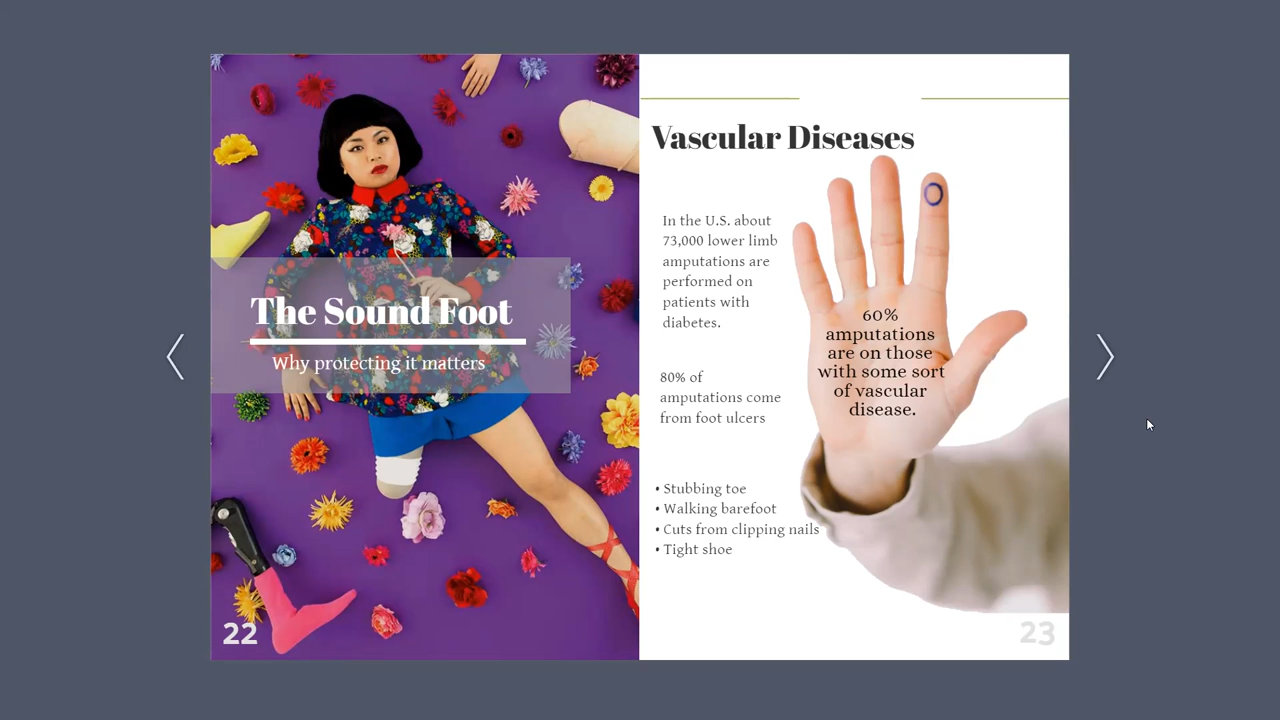 The Sound Foot
Why protecting it matters
22
Vascular Diseases
In the U.S. about
73,000 lower limb
amputations are
performed on
patients with
diabetes.
80% of
amputations come
from foot ulcers
• Stubbing toe
• Walking barefoot
• Cuts from clipping nails
• Tight shoe
60%
amputations
are on those
with some sort
of vascular
disease.
23